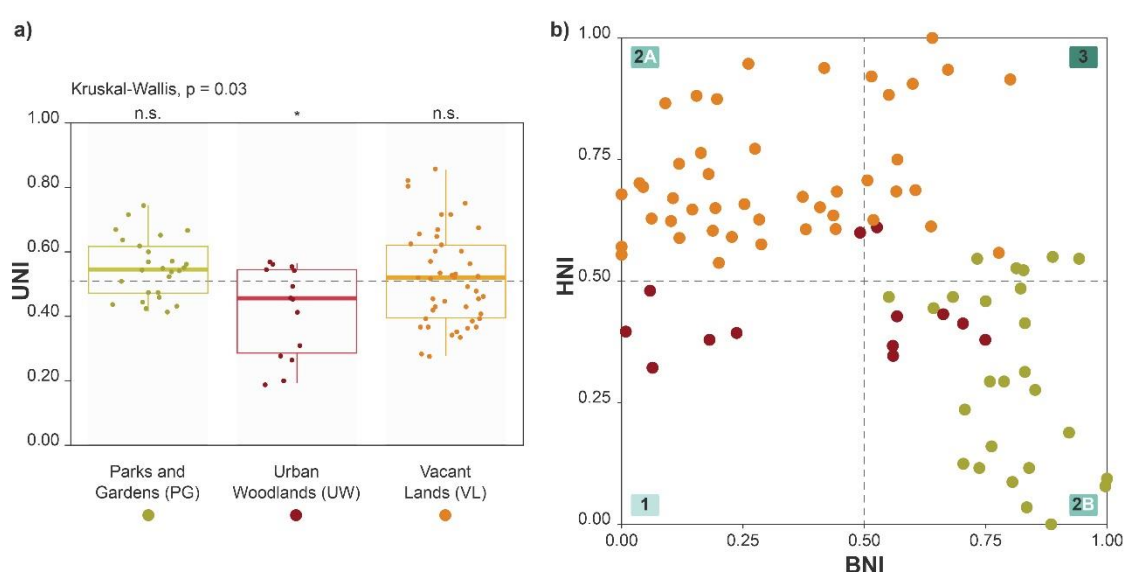 a)
Kruskal-Wallis, p = 0.03
n.s.
*
n.s.
1.00
0.80
0.60
0.40
0.20
0.00
UNI
Parks and
Gardens (PG)
Urban
Woodlands (UW)
Vacant
Lands (VL)
b)
1.00
0.75
0.50
0.25
0.00
HNI
2A
3
1
2B
0.00
0.25
0.50
0.75
1.00
BNI